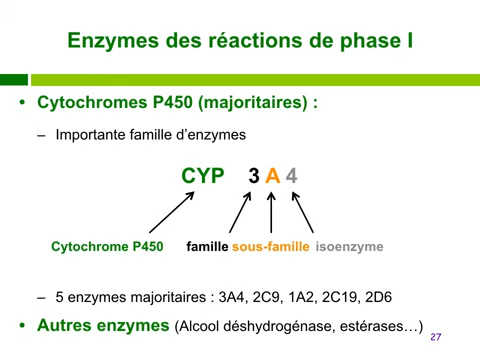 Enzymes des réactions de phase I
• Cytochromes P450 (majoritaires) :
– Importante famille d'enzymes
CYP 3 A 4
Cytochrome P450 famille sous-famille isoenzyme
– 5 enzymes majoritaires : 3A4, 2C9, 1A2, 2C19, 2D6
• Autres enzymes (Alcool déshydrogénase, estérases…)
27